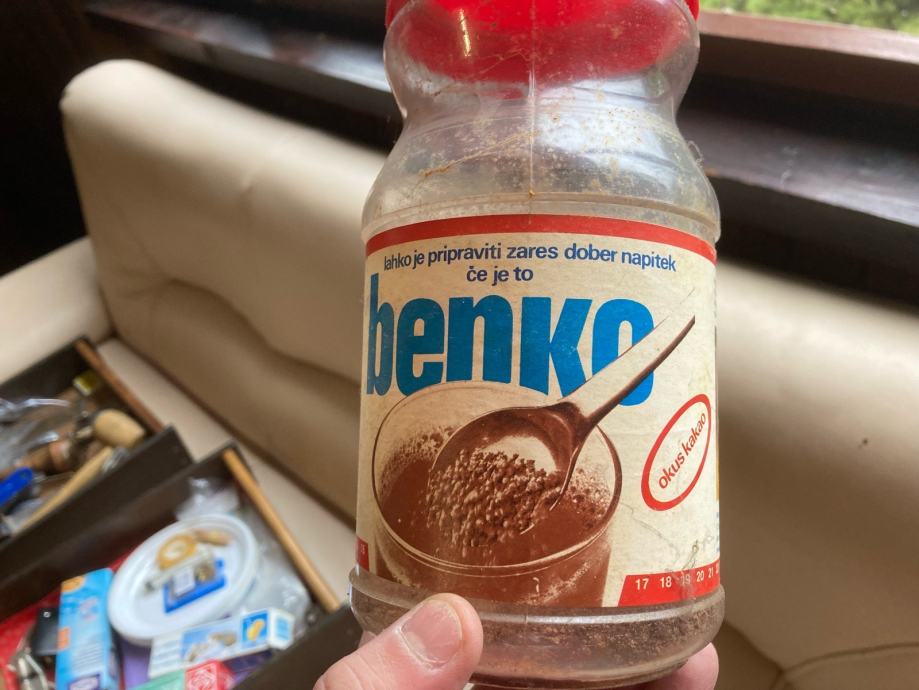 lahko je pripraviti zares dober napitek
če je to
benko
okus kakao
17 18 19 20 21